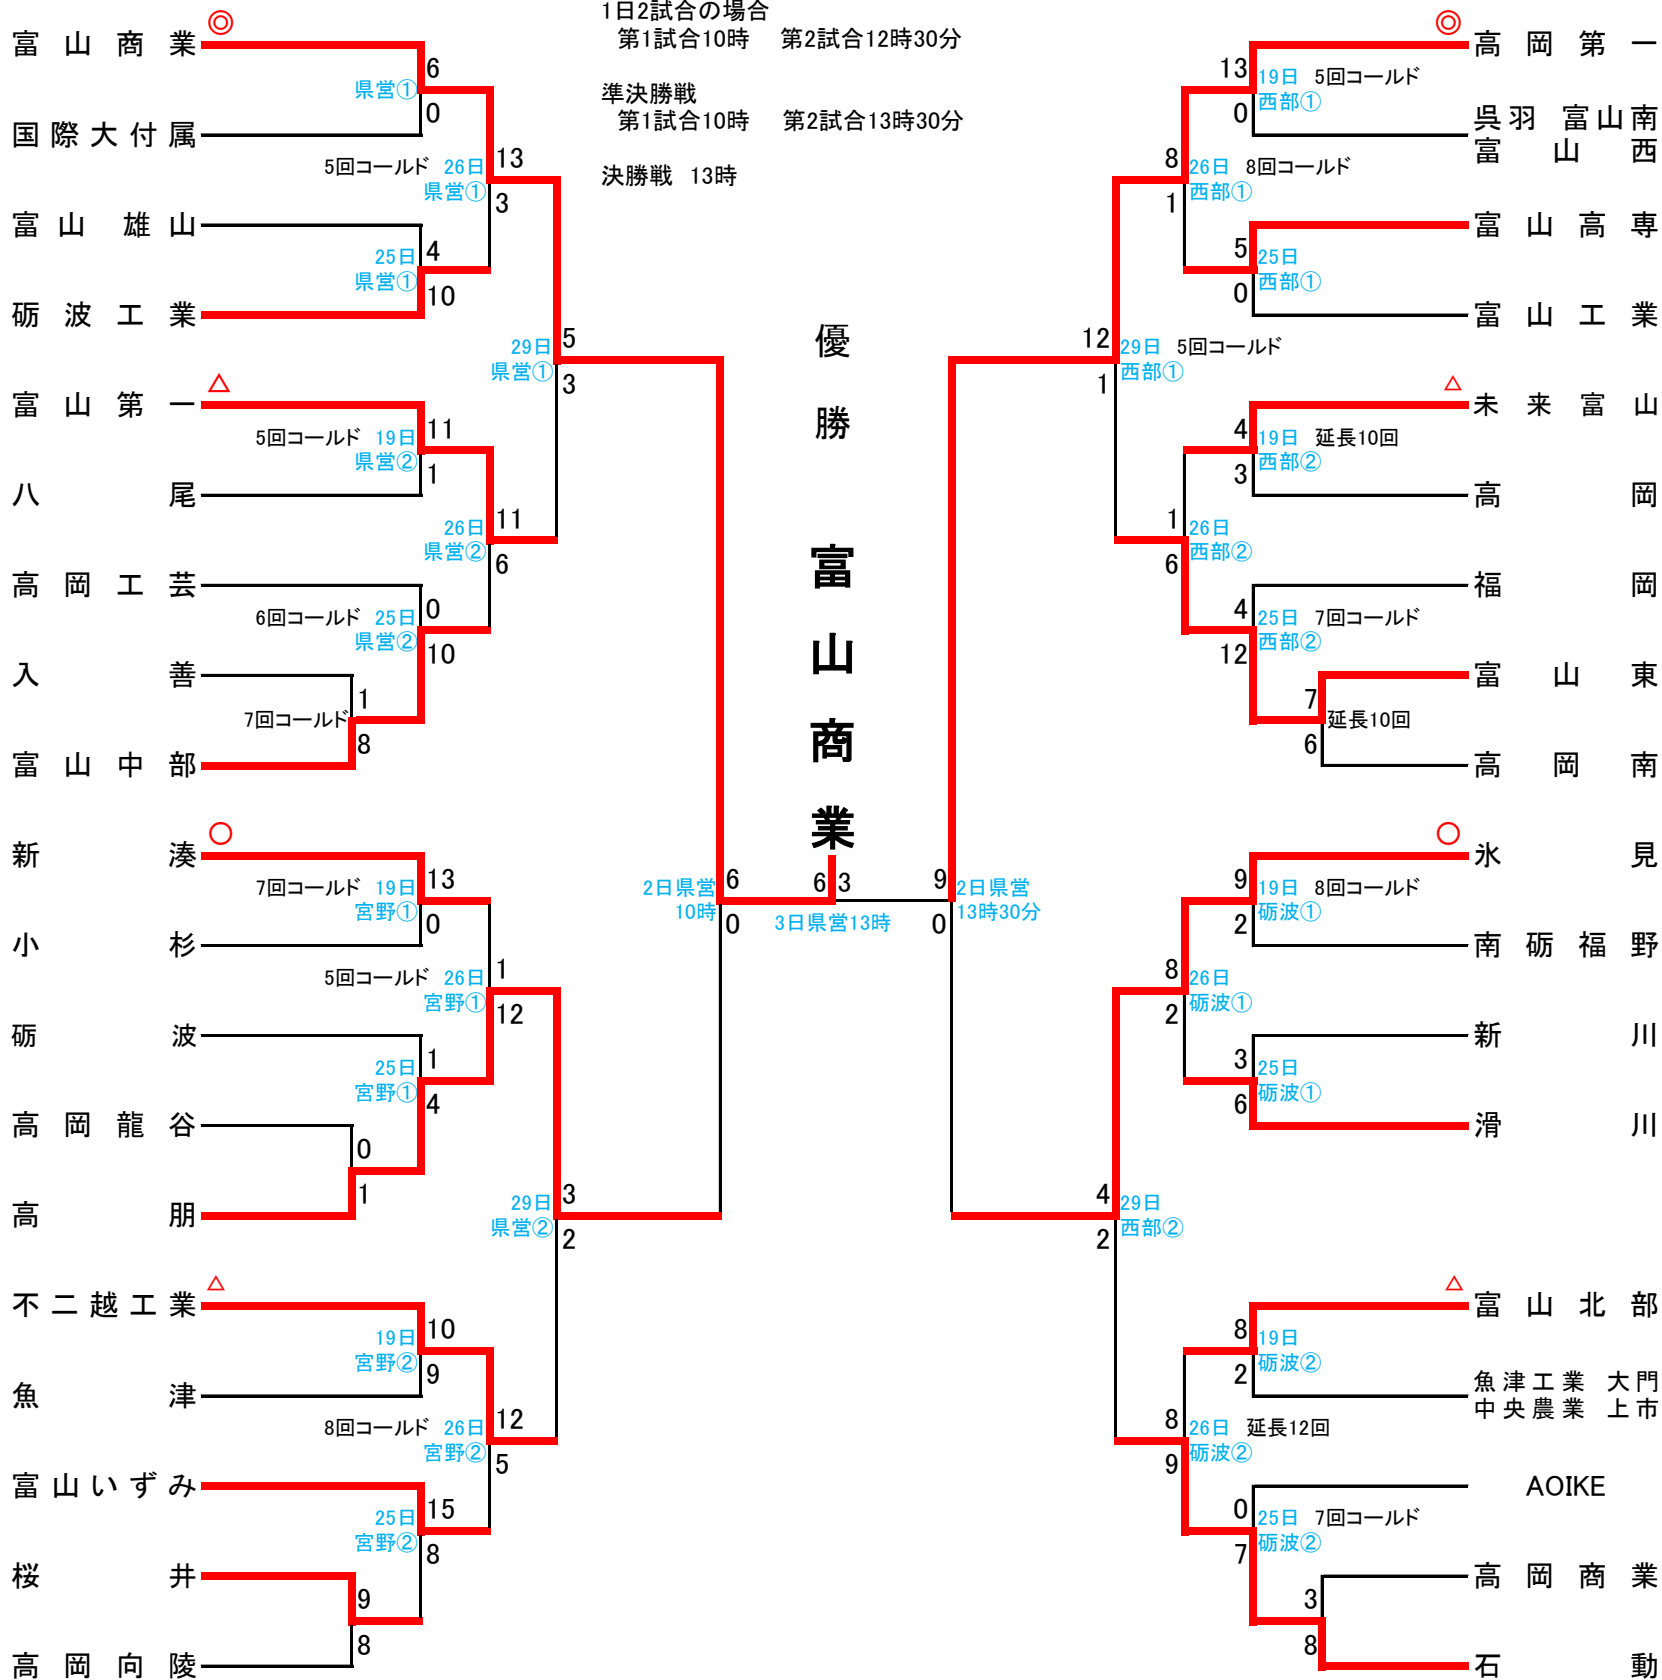 1日2試合の場合
第1試合10時 第2試合12時30分
準決勝戦
第1試合10時 第2試合13時30分
決勝戦 13時
優勝 富山商業
6 3
3日県営13時
◎
富山商業
6
県営①
0
国際大付属
5回コールド 26日 13
県営① 3
富山 雄山
4
25日
県営①
10
砺波工業
29日 5
県営① 3
△
富山第一
5回コールド 19日 11
県営② 1
八尾
26日 11
県営② 6
高岡工芸
6回コールド 25日 0
県営② 10
入善
1
7回コールド
8
富山中部
2日県営 6
10時 0
○
新湊
7回コールド 19日 13
宮野① 0
小杉
5回コールド 26日 1
宮野① 12
砺波
25日 1
宮野① 4
高岡龍谷
0
1
高朋
29日 3
県営② 2
△
不二越工業
19日 10
宮野② 9
魚津
8回コールド 26日 12
宮野② 5
富山いずみ
25日 15
宮野② 8
桜井
9
8
高岡向陵
◎
高岡第一
13 19日 5回コールド
0 西部①
呉羽 富山南
富山西
8 26日 8回コールド
1 西部①
富山高専
5 25日
0 西部①
富山工業
12 29日 5回コールド
1 西部①
△
未来富山
4 19日 延長10回
3 西部②
高岡
1 26日
6 西部②
福岡
4 25日 7回コールド
12 西部②
富山東
7
延長10回
6
高岡南
9 2日県営
0 13時30分
○
氷見
9 19日 8回コールド
2 砺波①
南砺福野
8 26日
2 砺波①
新川
3 25日
6 砺波①
滑川
4 29日
2 西部②
△
富山北部
8 19日
2 砺波②
魚津工業 大門
中央農業 上市
8 26日 延長12回
9 砺波②
AOIKE
0 25日 7回コールド
7 砺波②
高岡商業
3
8
石動